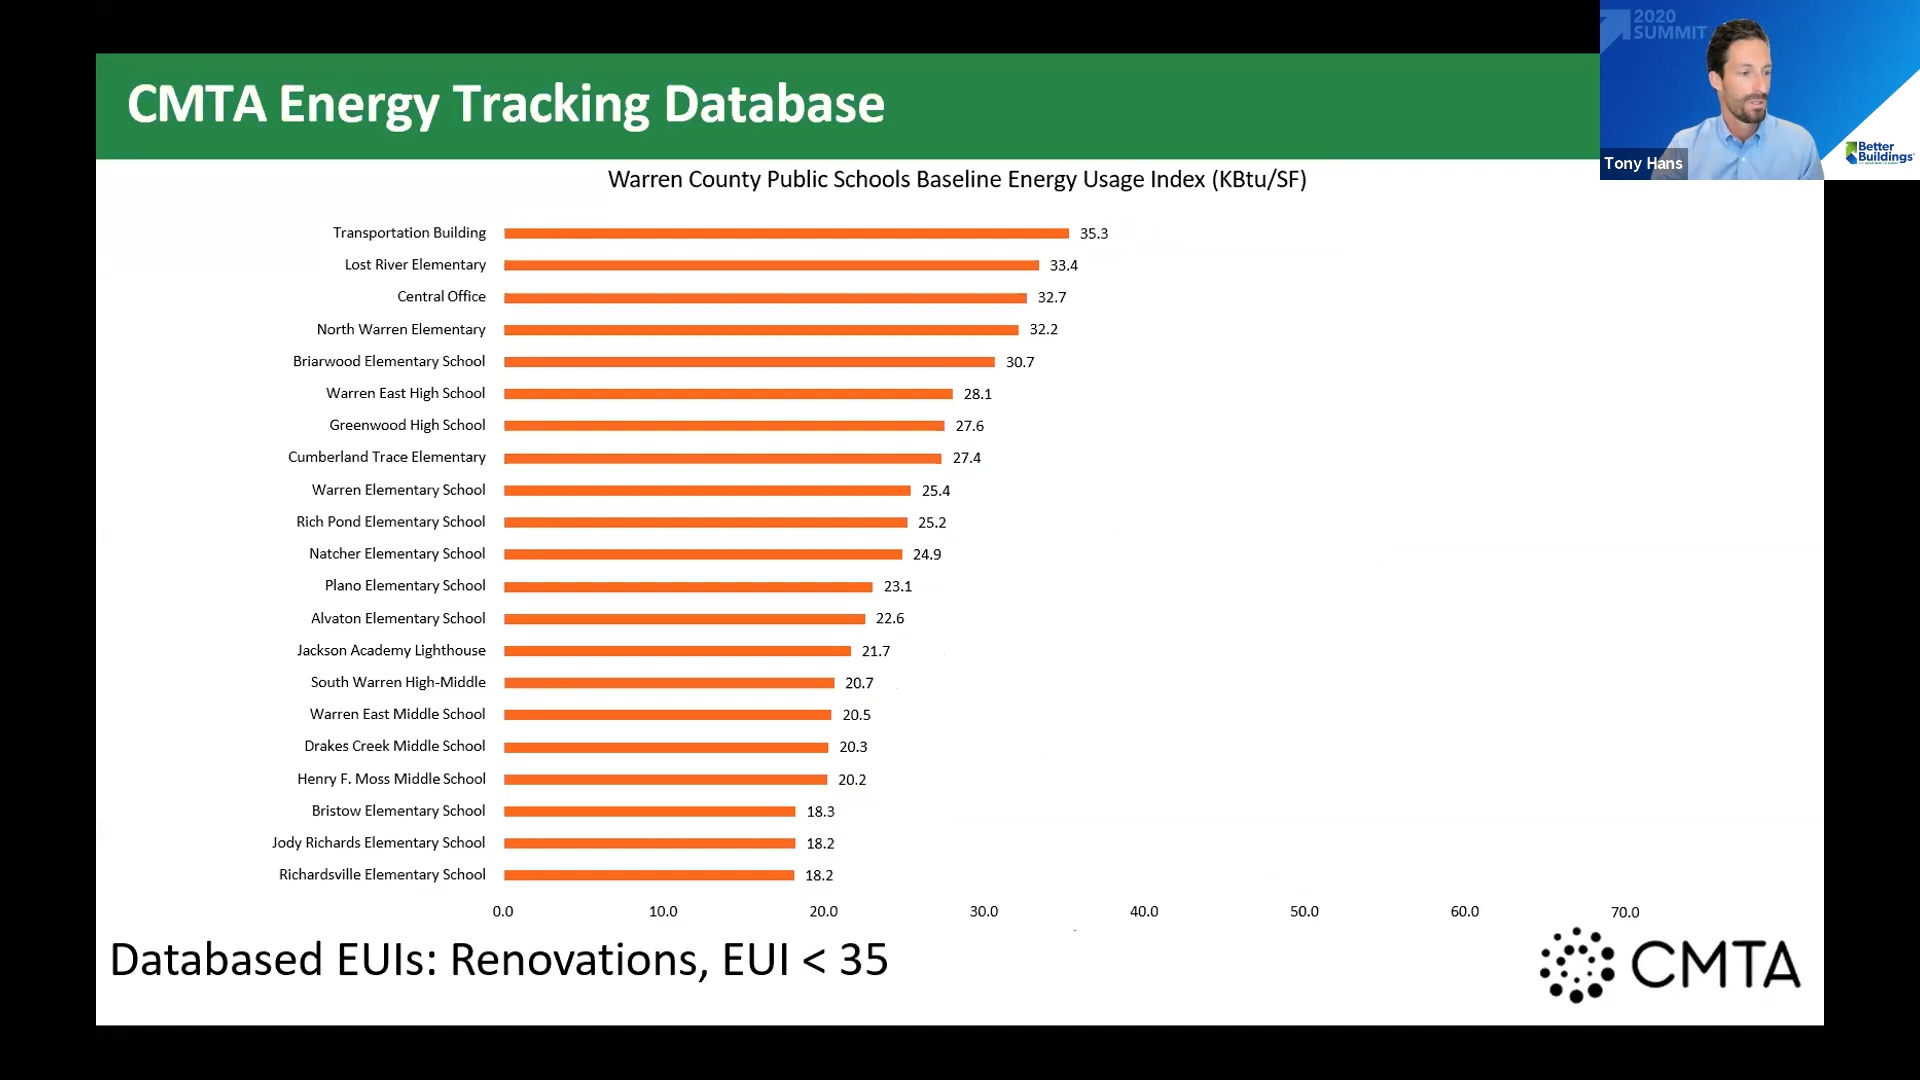 2020
SUMMIT
CMTA Energy Tracking Database
Tony Hans
Better
Buildings
Warren County Public Schools Baseline Energy Usage Index (KBtu/SF)
Transportation Building 35.3
Lost River Elementary 33.4
Central Office 32.7
North Warren Elementary 32.2
Briarwood Elementary School 30.7
Warren East High School 28.1
Greenwood High School 27.6
Cumberland Trace Elementary 27.4
Warren Elementary School 25.4
Rich Pond Elementary School 25.2
Natcher Elementary School 24.9
Plano Elementary School 23.1
Alvaton Elementary School 22.6
Jackson Academy Lighthouse 21.7
South Warren High-Middle 20.7
Warren East Middle School 20.5
Drakes Creek Middle School 20.3
Henry F. Moss Middle School 20.2
Bristow Elementary School 18.3
Jody Richards Elementary School 18.2
Richardsville Elementary School 18.2
0.0 10.0 20.0 30.0 40.0 50.0 60.0 70.0
Databased EUIs: Renovations, EUI < 35
CMTA